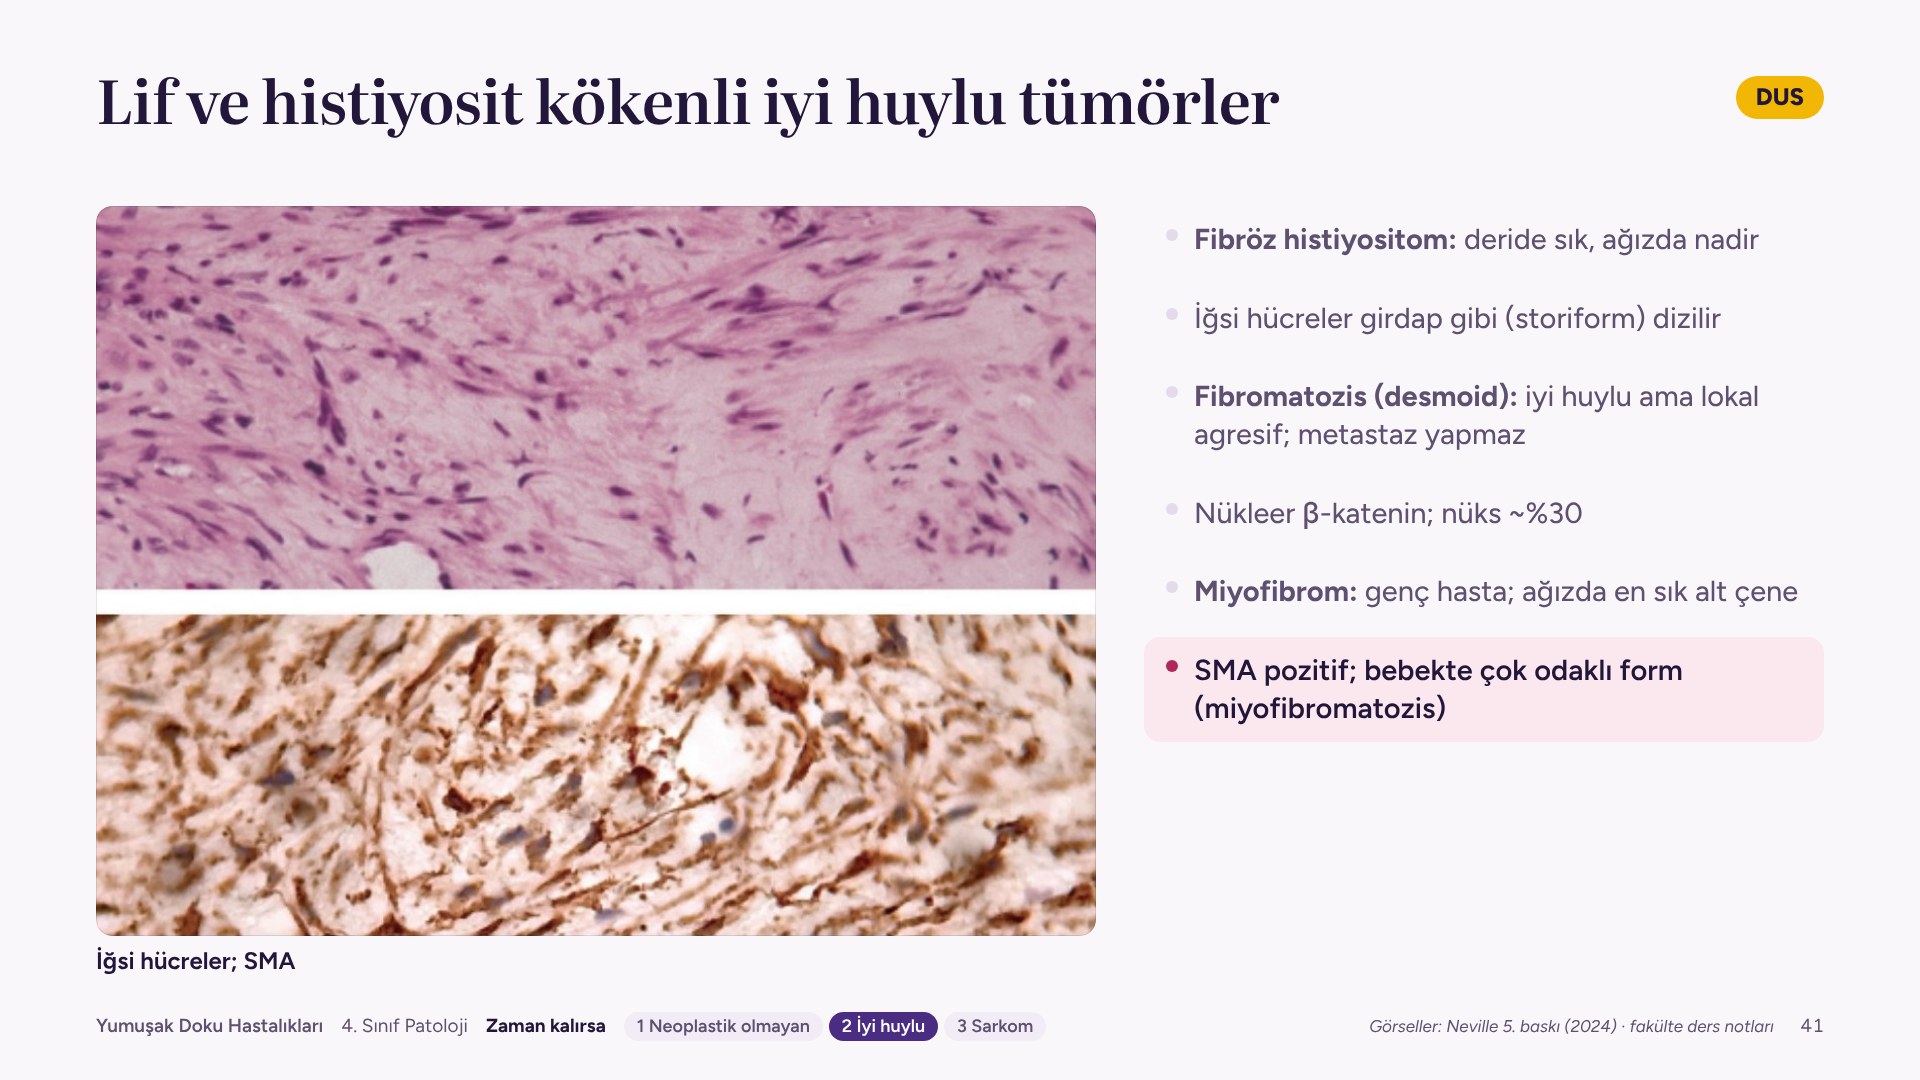 Lif ve histiyosit kökenli iyi huylu tümörler
DUS
Fibröz histiyositom: deride sık, ağızda nadir
İğsi hücreler girdap gibi (storiform) dizilir
Fibromatozis (desmoid): iyi huylu ama lokal
agresif; metastaz yapmaz
Nükleer β-katenin; nüks ~%30
Miyofibrom: genç hasta; ağızda en sık alt çene
SMA pozitif; bebekte çok odaklı form
(miyofibromatozis)
İğsi hücreler; SMA
Yumuşak Doku Hastalıkları 4. Sınıf Patoloji Zaman kalırsa 1 Neoplastik olmayan 2 İyi huylu 3 Sarkom
Görseller: Neville 5. baskı (2024) · fakülte ders notları 41